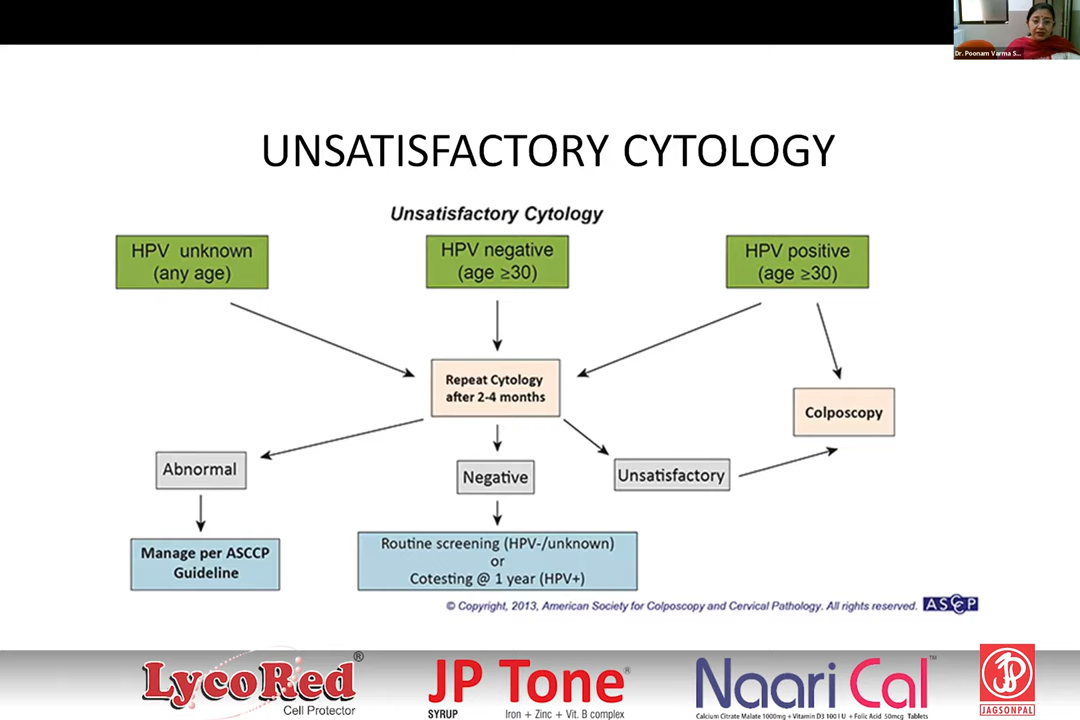 Dr. Poonam Varma S...
UNSATISFACTORY CYTOLOGY
Unsatisfactory Cytology
HPV unknown
(any age)
HPV negative
(age ≥30)
HPV positive
(age ≥30)
Repeat Cytology
after 2-4 months
Colposcopy
Abnormal
Negative
Unsatisfactory
Manage per ASCCP
Guideline
Routine screening (HPV-/unknown)
or
Cotesting @ 1 year (HPV+)
© Copyright, 2013, American Society for Colposcopy and Cervical Pathology. All rights reserved.
ASCCP
LycoRed®
Cell Protector
JP Tone®
SYRUP
Iron + Zinc + Vit. B complex
Naari Cal™
Calcium Citrate Malate 1000mg + Vitamin D3 100 I U + Folic Acid 50mcg Tablets
JP
JAGSONPAL